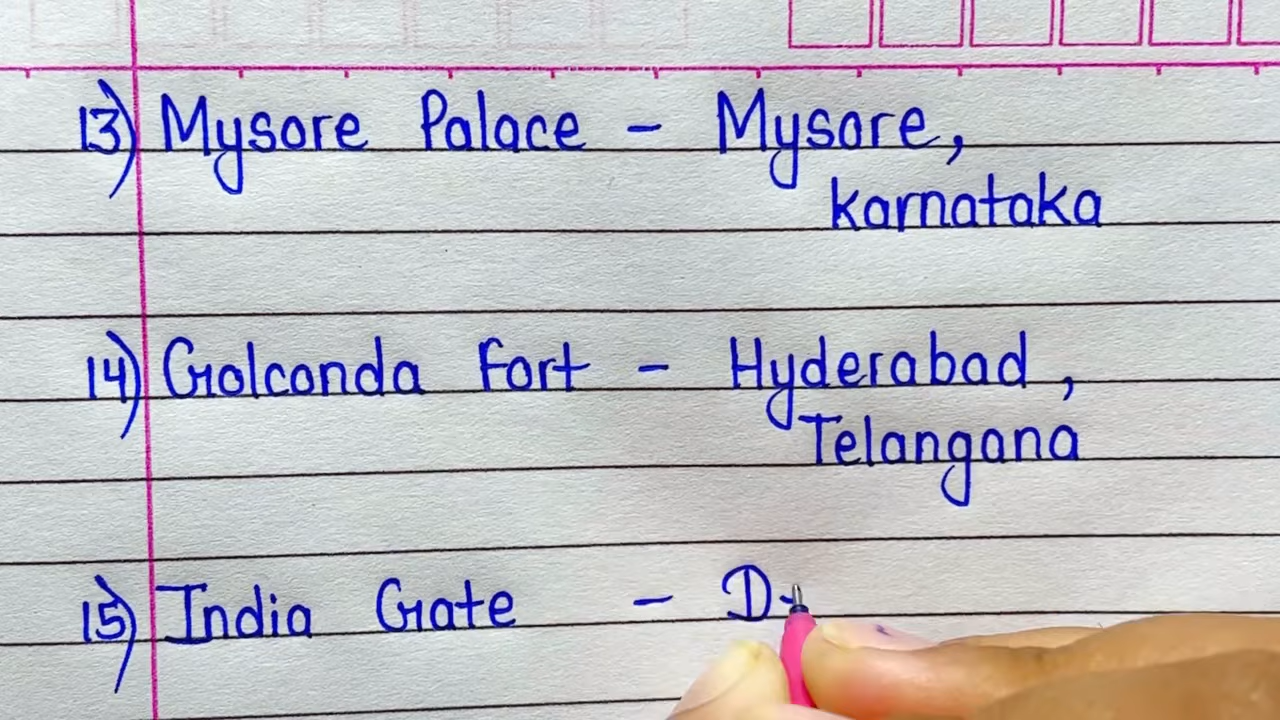 13) Mysore Palace - Mysore,
Karnataka
14) Golconda Fort - Hyderabad,
Telangana
15) India Gate - D